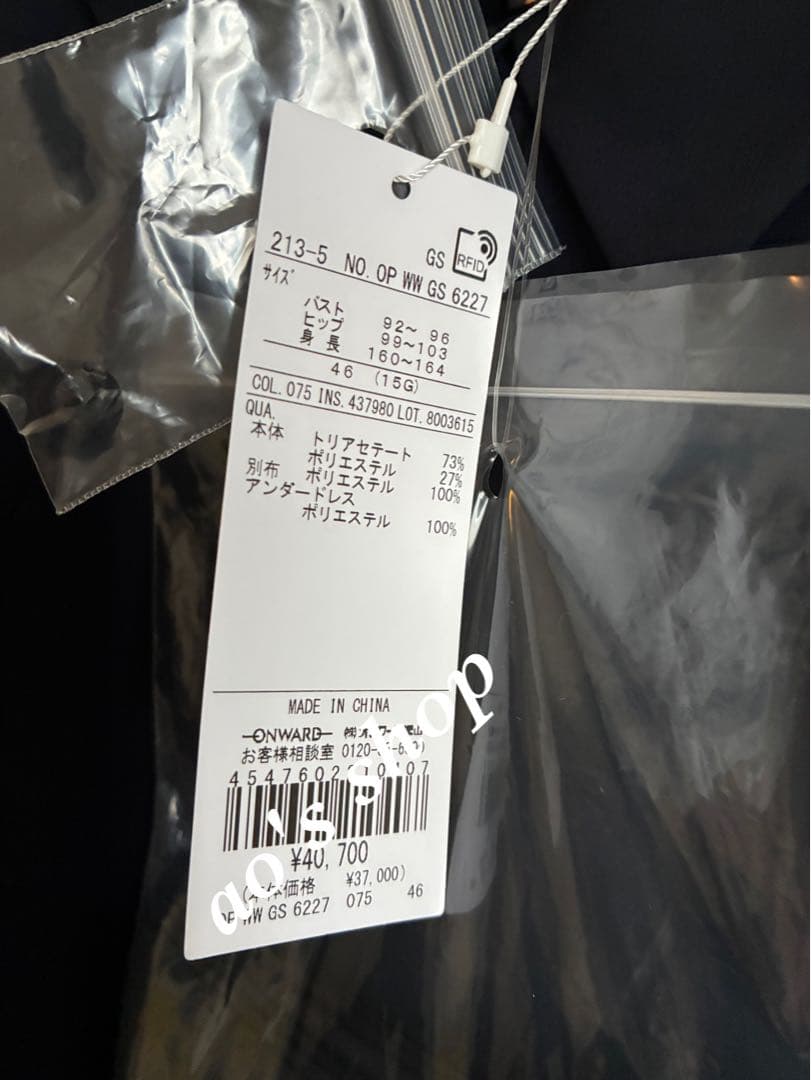 213-5 NO. OP WW GS 6227
GS RFID
サイズ
バスト 92～ 96
ヒップ 99～103
身長 160～164
46 (15G)
COL. 075 INS. 437980 LOT. 8003615
QUA.
本体 トリアセテート 73%
ポリエステル 27%
別布 ポリエステル 100%
アンダードレス
ポリエステル 100%
MADE IN CHINA
ONWARD
お客様相談室
¥40,700
¥37,000)
WW GS 6227 075 46
ao's shop